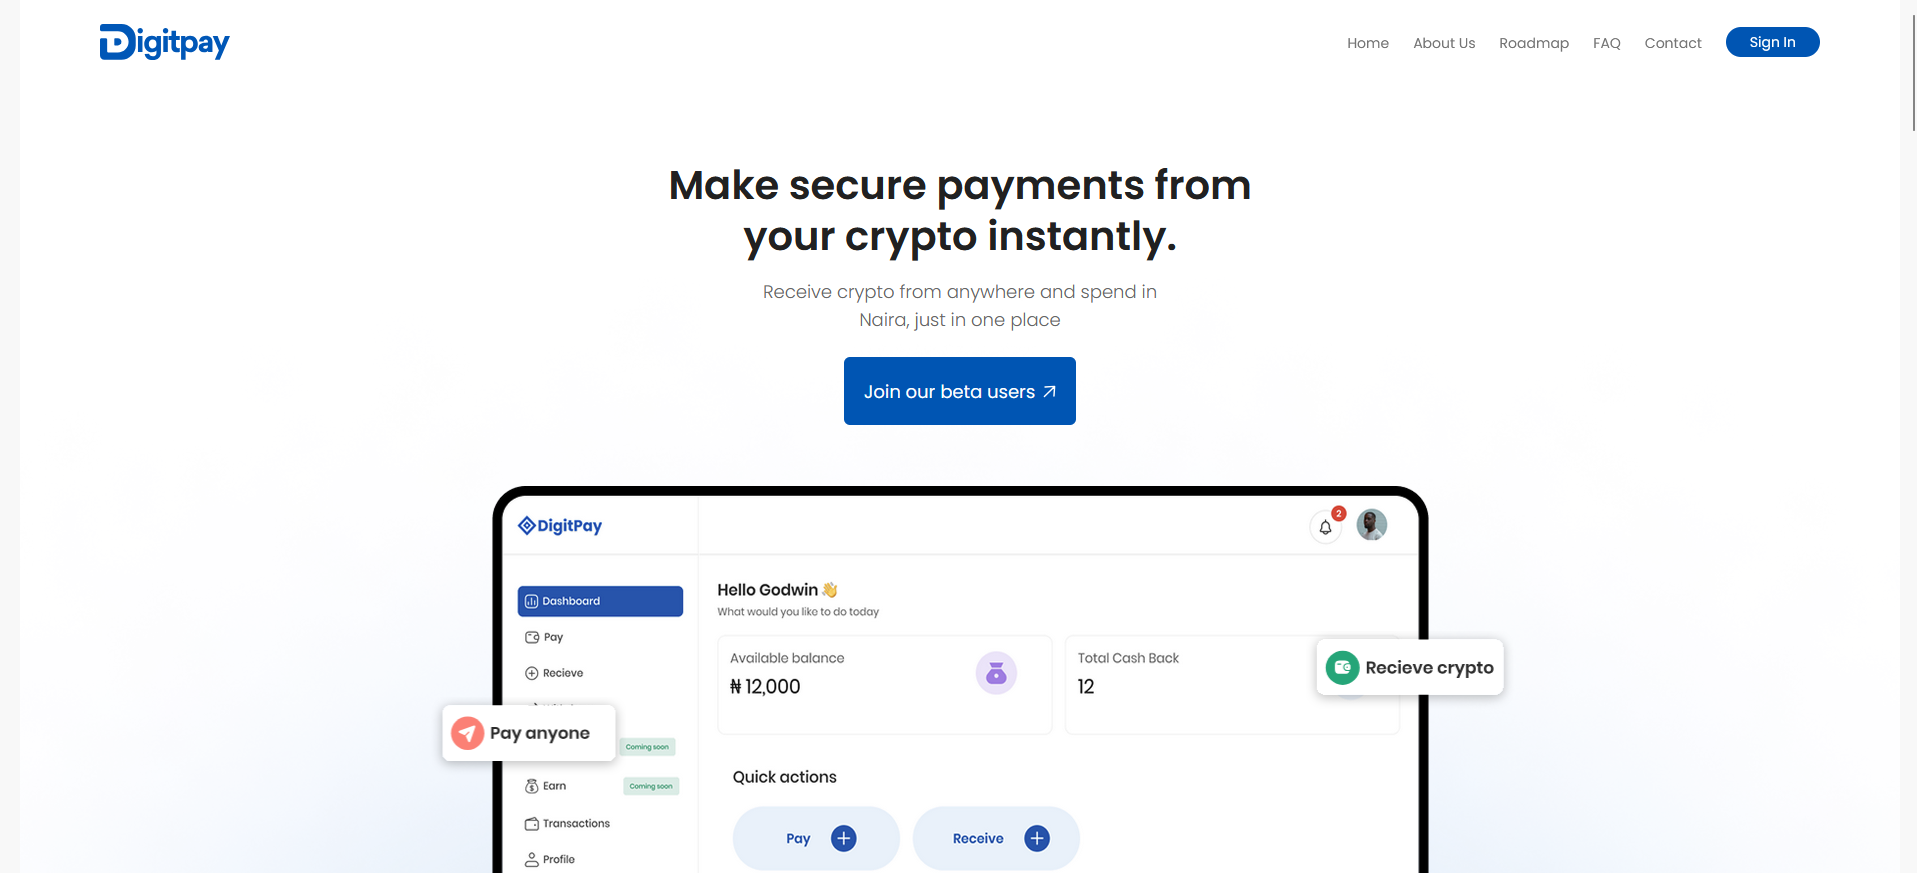 Digitpay
Home About Us Roadmap FAQ Contact Sign In
Make secure payments from
your crypto instantly.
Receive crypto from anywhere and spend in
Naira, just in one place
Join our beta users
DigitPay
2
Dashboard
Pay
Recieve
Hello Godwin 👋
What would you like to do today
Available balance
₦ 12,000
Total Cash Back
12
Recieve crypto
Pay anyone
Coming soon
Earn Coming soon
Transactions
Profile
Quick actions
Pay
Receive